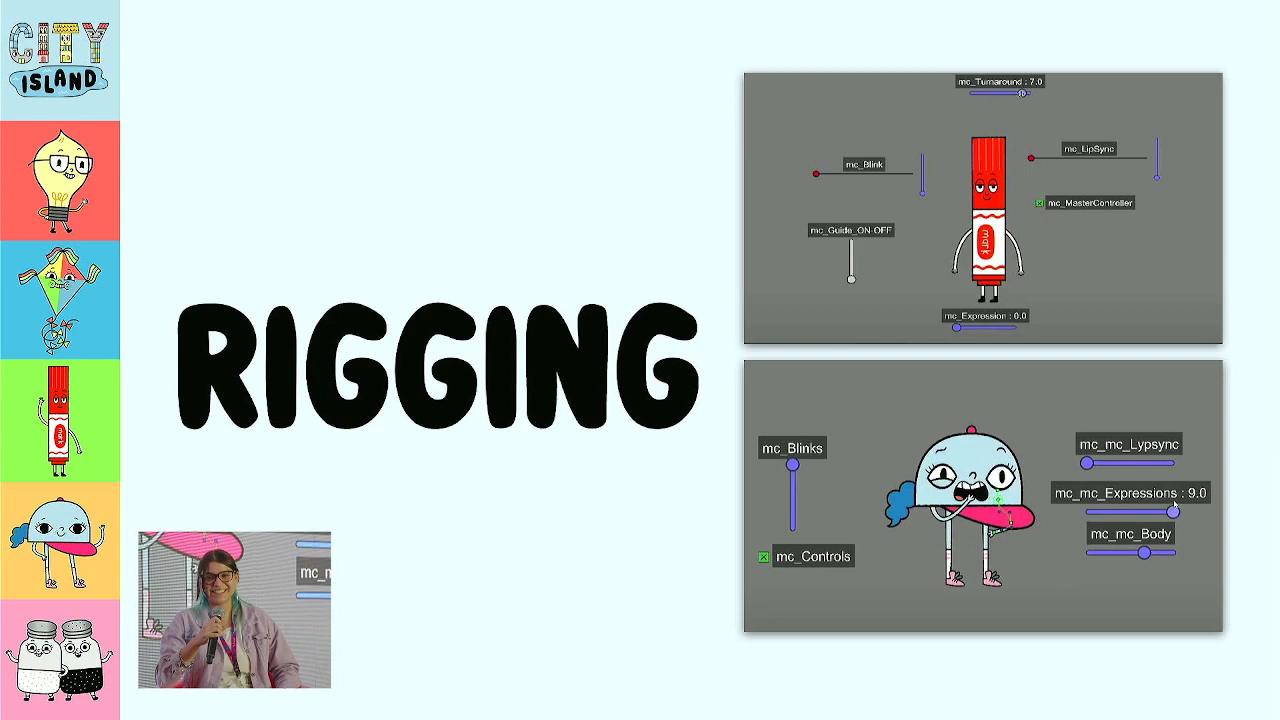 CITY
ISLAND
mark
RIGGING
mc_Turnaround : 7.0
mc_Blink
mc_LipSync
mc_MasterController
mc_Guide_ON-OFF
mark
mc_Expression : 0.0
mc_Blinks
mc_mc_Lypsync
mc_mc_Expressions : 9.0
mc_mc_Body
mc_Controls
mc_m